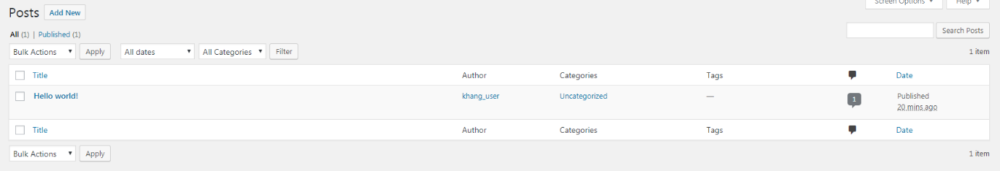 Screen Options ▼ Help ▼
Posts Add New
All (1) | Published (1)
Search Posts
Bulk Actions ▼ Apply All dates ▼ All Categories ▼ Filter 1 item
Title Author Categories Tags Date
Hello world! khang_user Uncategorized — 1 Published
20 mins ago
Title Author Categories Tags Date
Bulk Actions ▼ Apply 1 item